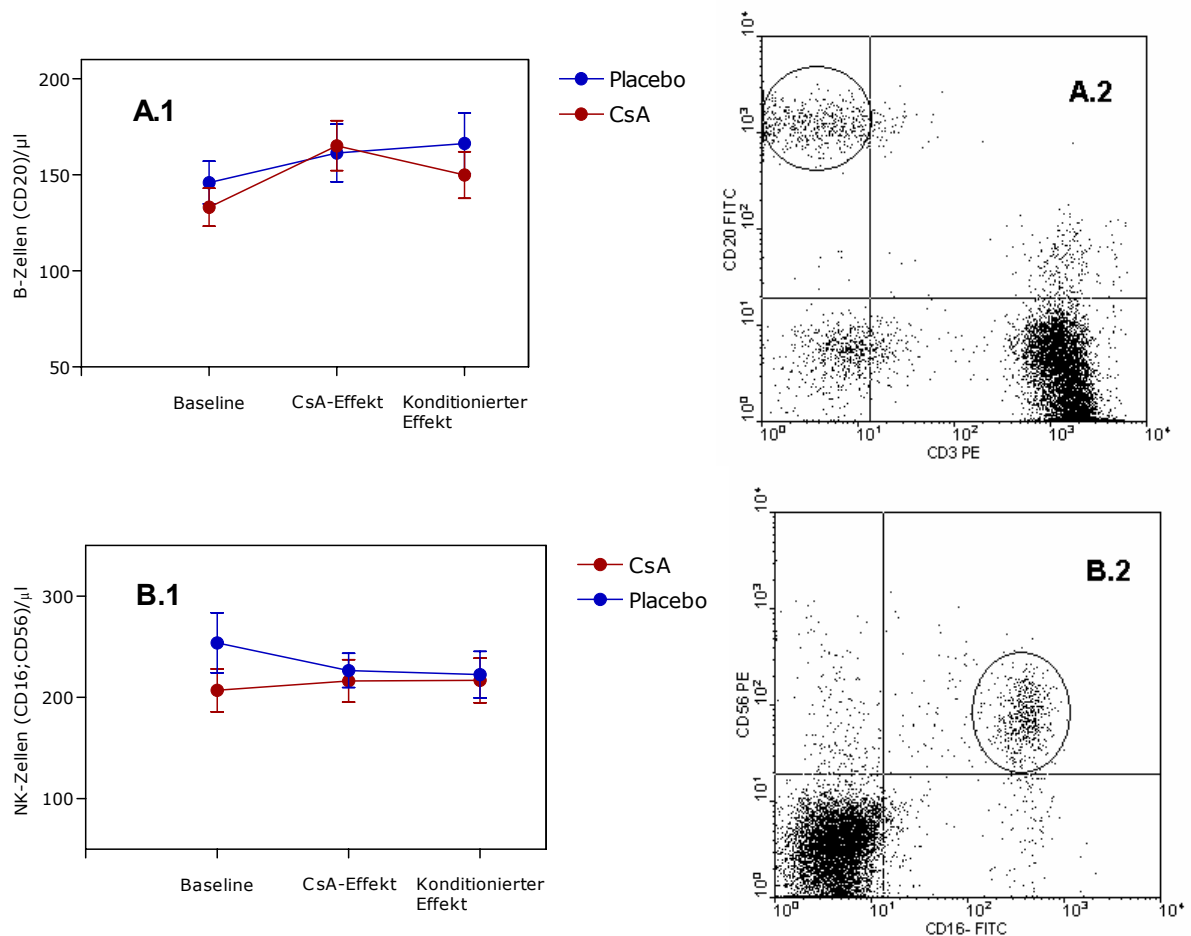 A.1
B-Zellen (CD20)/µl
200
150
100
50
Baseline
CsA-Effekt
Konditionierter
Effekt
Placebo
CsA
A.2
CD20 FITC
10⁴
10³
10²
10¹
10⁰
10⁰
10¹
10²
10³
10⁴
CD3 PE
B.1
NK-Zellen (CD16;CD56)/µl
300
200
100
Baseline
CsA-Effekt
Konditionierter
Effekt
CsA
Placebo
B.2
CD56 PE
10⁴
10³
10²
10¹
10⁰
10⁰
10¹
10²
10³
10⁴
CD16- FITC